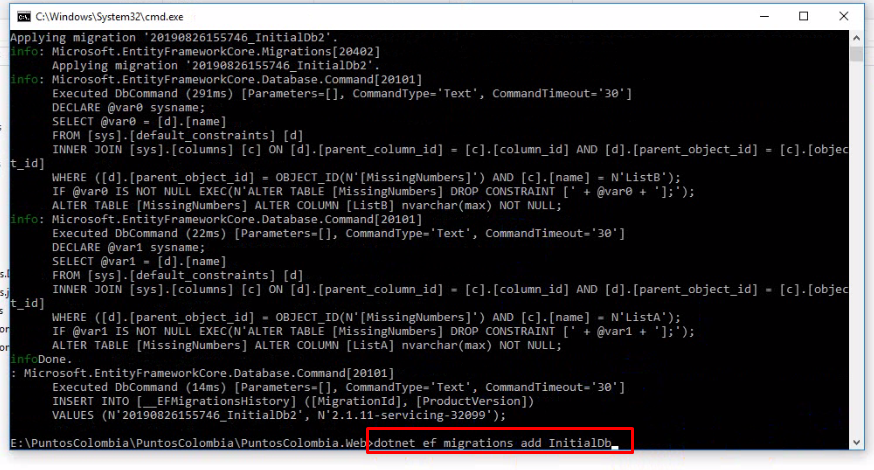 C:\Windows\System32\cmd.exe
Applying migration '20190826155746_InitialDb2'.
info: Microsoft.EntityFrameworkCore.Migrations[20402]
Applying migration '20190826155746_InitialDb2'.
info: Microsoft.EntityFrameworkCore.Database.Command[20101]
Executed DbCommand (291ms) [Parameters=[], CommandType='Text', CommandTimeout='30']
DECLARE @var0 sysname;
SELECT @var0 = [d].[name]
FROM [sys].[default_constraints] [d]
INNER JOIN [sys].[columns] [c] ON [d].[parent_column_id] = [c].[column_id] AND [d].[parent_object_id] = [c].[objec
t_id]
WHERE ([d].[parent_object_id] = OBJECT_ID(N'[MissingNumbers]') AND [c].[name] = N'ListB');
IF @var0 IS NOT NULL EXEC(N'ALTER TABLE [MissingNumbers] DROP CONSTRAINT [' + @var0 + '];');
ALTER TABLE [MissingNumbers] ALTER COLUMN [ListB] nvarchar(max) NOT NULL;
info: Microsoft.EntityFrameworkCore.Database.Command[20101]
Executed DbCommand (22ms) [Parameters=[], CommandType='Text', CommandTimeout='30']
DECLARE @var1 sysname;
SELECT @var1 = [d].[name]
FROM [sys].[default_constraints] [d]
INNER JOIN [sys].[columns] [c] ON [d].[parent_column_id] = [c].[column_id] AND [d].[parent_object_id] = [c].[objec
t_id]
WHERE ([d].[parent_object_id] = OBJECT_ID(N'[MissingNumbers]') AND [c].[name] = N'ListA');
IF @var1 IS NOT NULL EXEC(N'ALTER TABLE [MissingNumbers] DROP CONSTRAINT [' + @var1 + '];');
ALTER TABLE [MissingNumbers] ALTER COLUMN [ListA] nvarchar(max) NOT NULL;
infoDone.
: Microsoft.EntityFrameworkCore.Database.Command[20101]
Executed DbCommand (14ms) [Parameters=[], CommandType='Text', CommandTimeout='30']
INSERT INTO [__EFMigrationsHistory] ([MigrationId], [ProductVersion])
VALUES (N'20190826155746_InitialDb2', N'2.1.11-servicing-32099');
E:\PuntosColombia\PuntosColombia\PuntosColombia.Web>dotnet ef migrations add InitialDb_